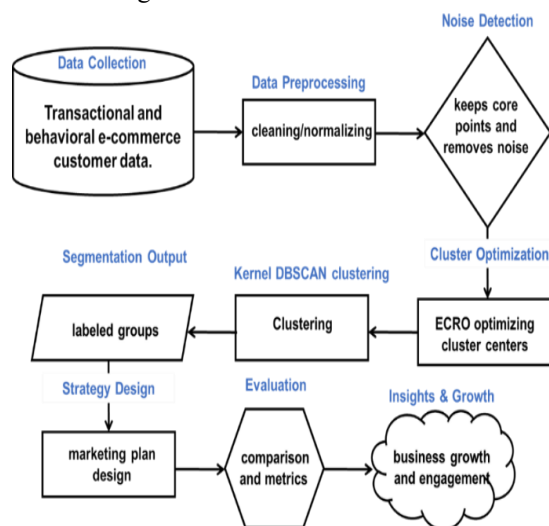 Noise Detection
Data Collection
Transactional and
behavioral e-commerce
customer data.
Data Preprocessing
cleaning/normalizing
keeps core
points and
removes noise
Cluster Optimization
ECRO optimizing
cluster centers
Kernel DBSCAN clustering
Clustering
Segmentation Output
labeled groups
Strategy Design
marketing plan
design
Evaluation
comparison
and metrics
Insights & Growth
business growth
and engagement